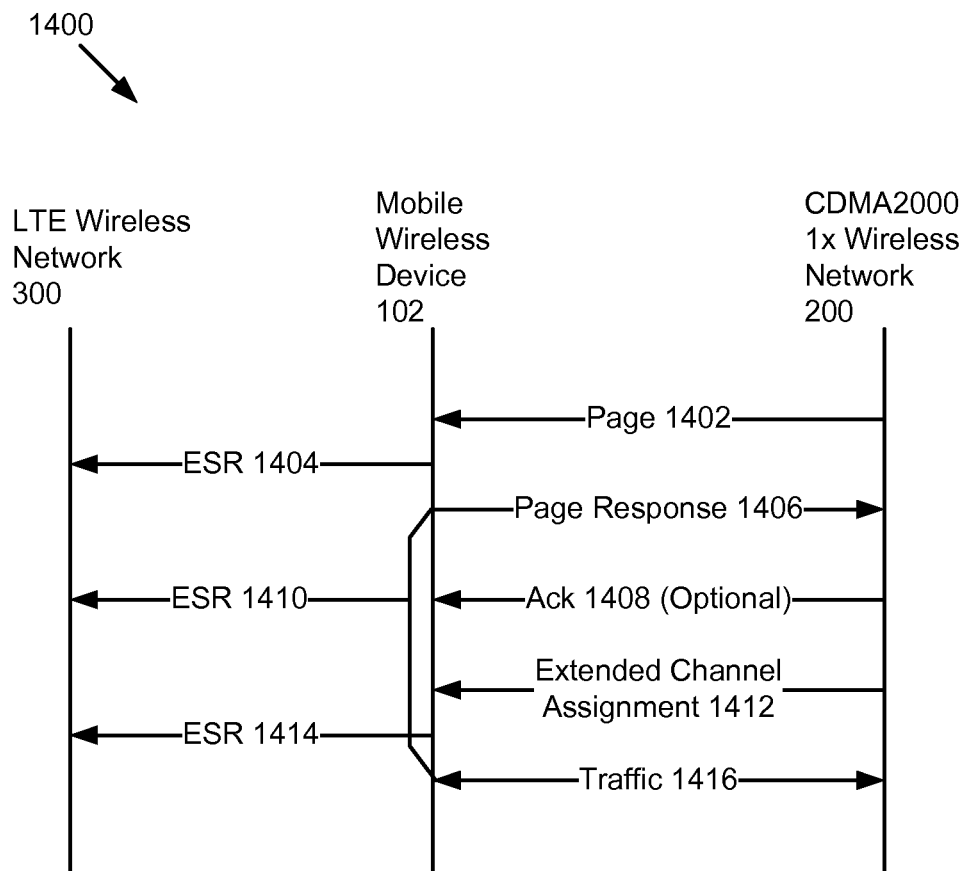 1400
LTE Wireless
Network
300
Mobile
Wireless
Device
102
CDMA2000
1x Wireless
Network
200
Page 1402
ESR 1404
Page Response 1406
ESR 1410
Ack 1408 (Optional)
Extended Channel
Assignment 1412
ESR 1414
Traffic 1416